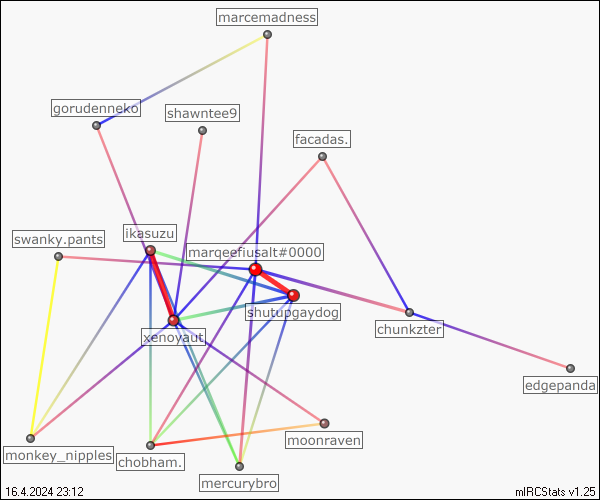 marcemadness
gorudenneko
shawntee9
facadas.
swanky.pants
ikasuzu
marqeefiusalt#0000
shutupgaydog
xenoyaut
chunkzter
edgepanda
moonraven
monkey_nipples
chobham.
mercurybro
16.4.2024 23:12
mIRCStats v1.25